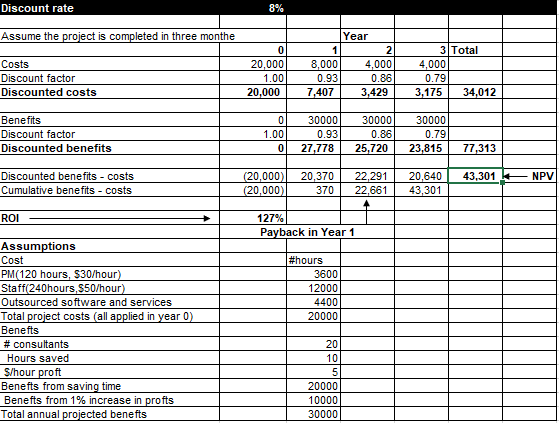 Discount rate 8%
Assume the project is completed in three months Year
0 1 2 3 Total
Costs 20,000 8,000 4,000 4,000
Discount factor 1.00 0.93 0.86 0.79
Discounted costs 20,000 7,407 3,429 3,175 34,012
Benefits 0 30000 30000 30000
Discount factor 1.00 0.93 0.86 0.79
Discounted benefits 0 27,778 25,720 23,815 77,313
Discounted benefits - costs (20,000) 20,370 22,291 20,640 43,301 NPV
Cumulative benefits - costs (20,000) 370 22,661 43,301
ROI 127%
Payback in Year 1
Assumptions
Cost #hours
PM(120 hours, $30/hour) 3600
Staff(240hours,$50/hour) 12000
Outsourced software and services 4400
Total project costs (all applied in year 0) 20000
Benefts
# consultants 20
Hours saved 10
$/hour proft 5
Benefts from saving time 20000
Benefts from 1% increase in profts 10000
Total annual projected benefts 30000